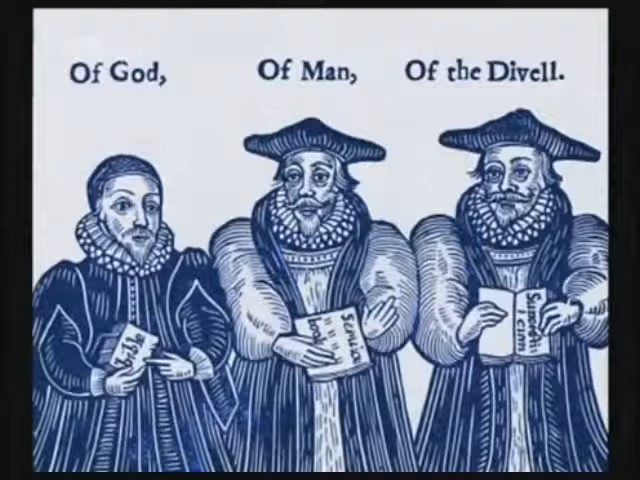 Of God, Of Man, Of the Divell.